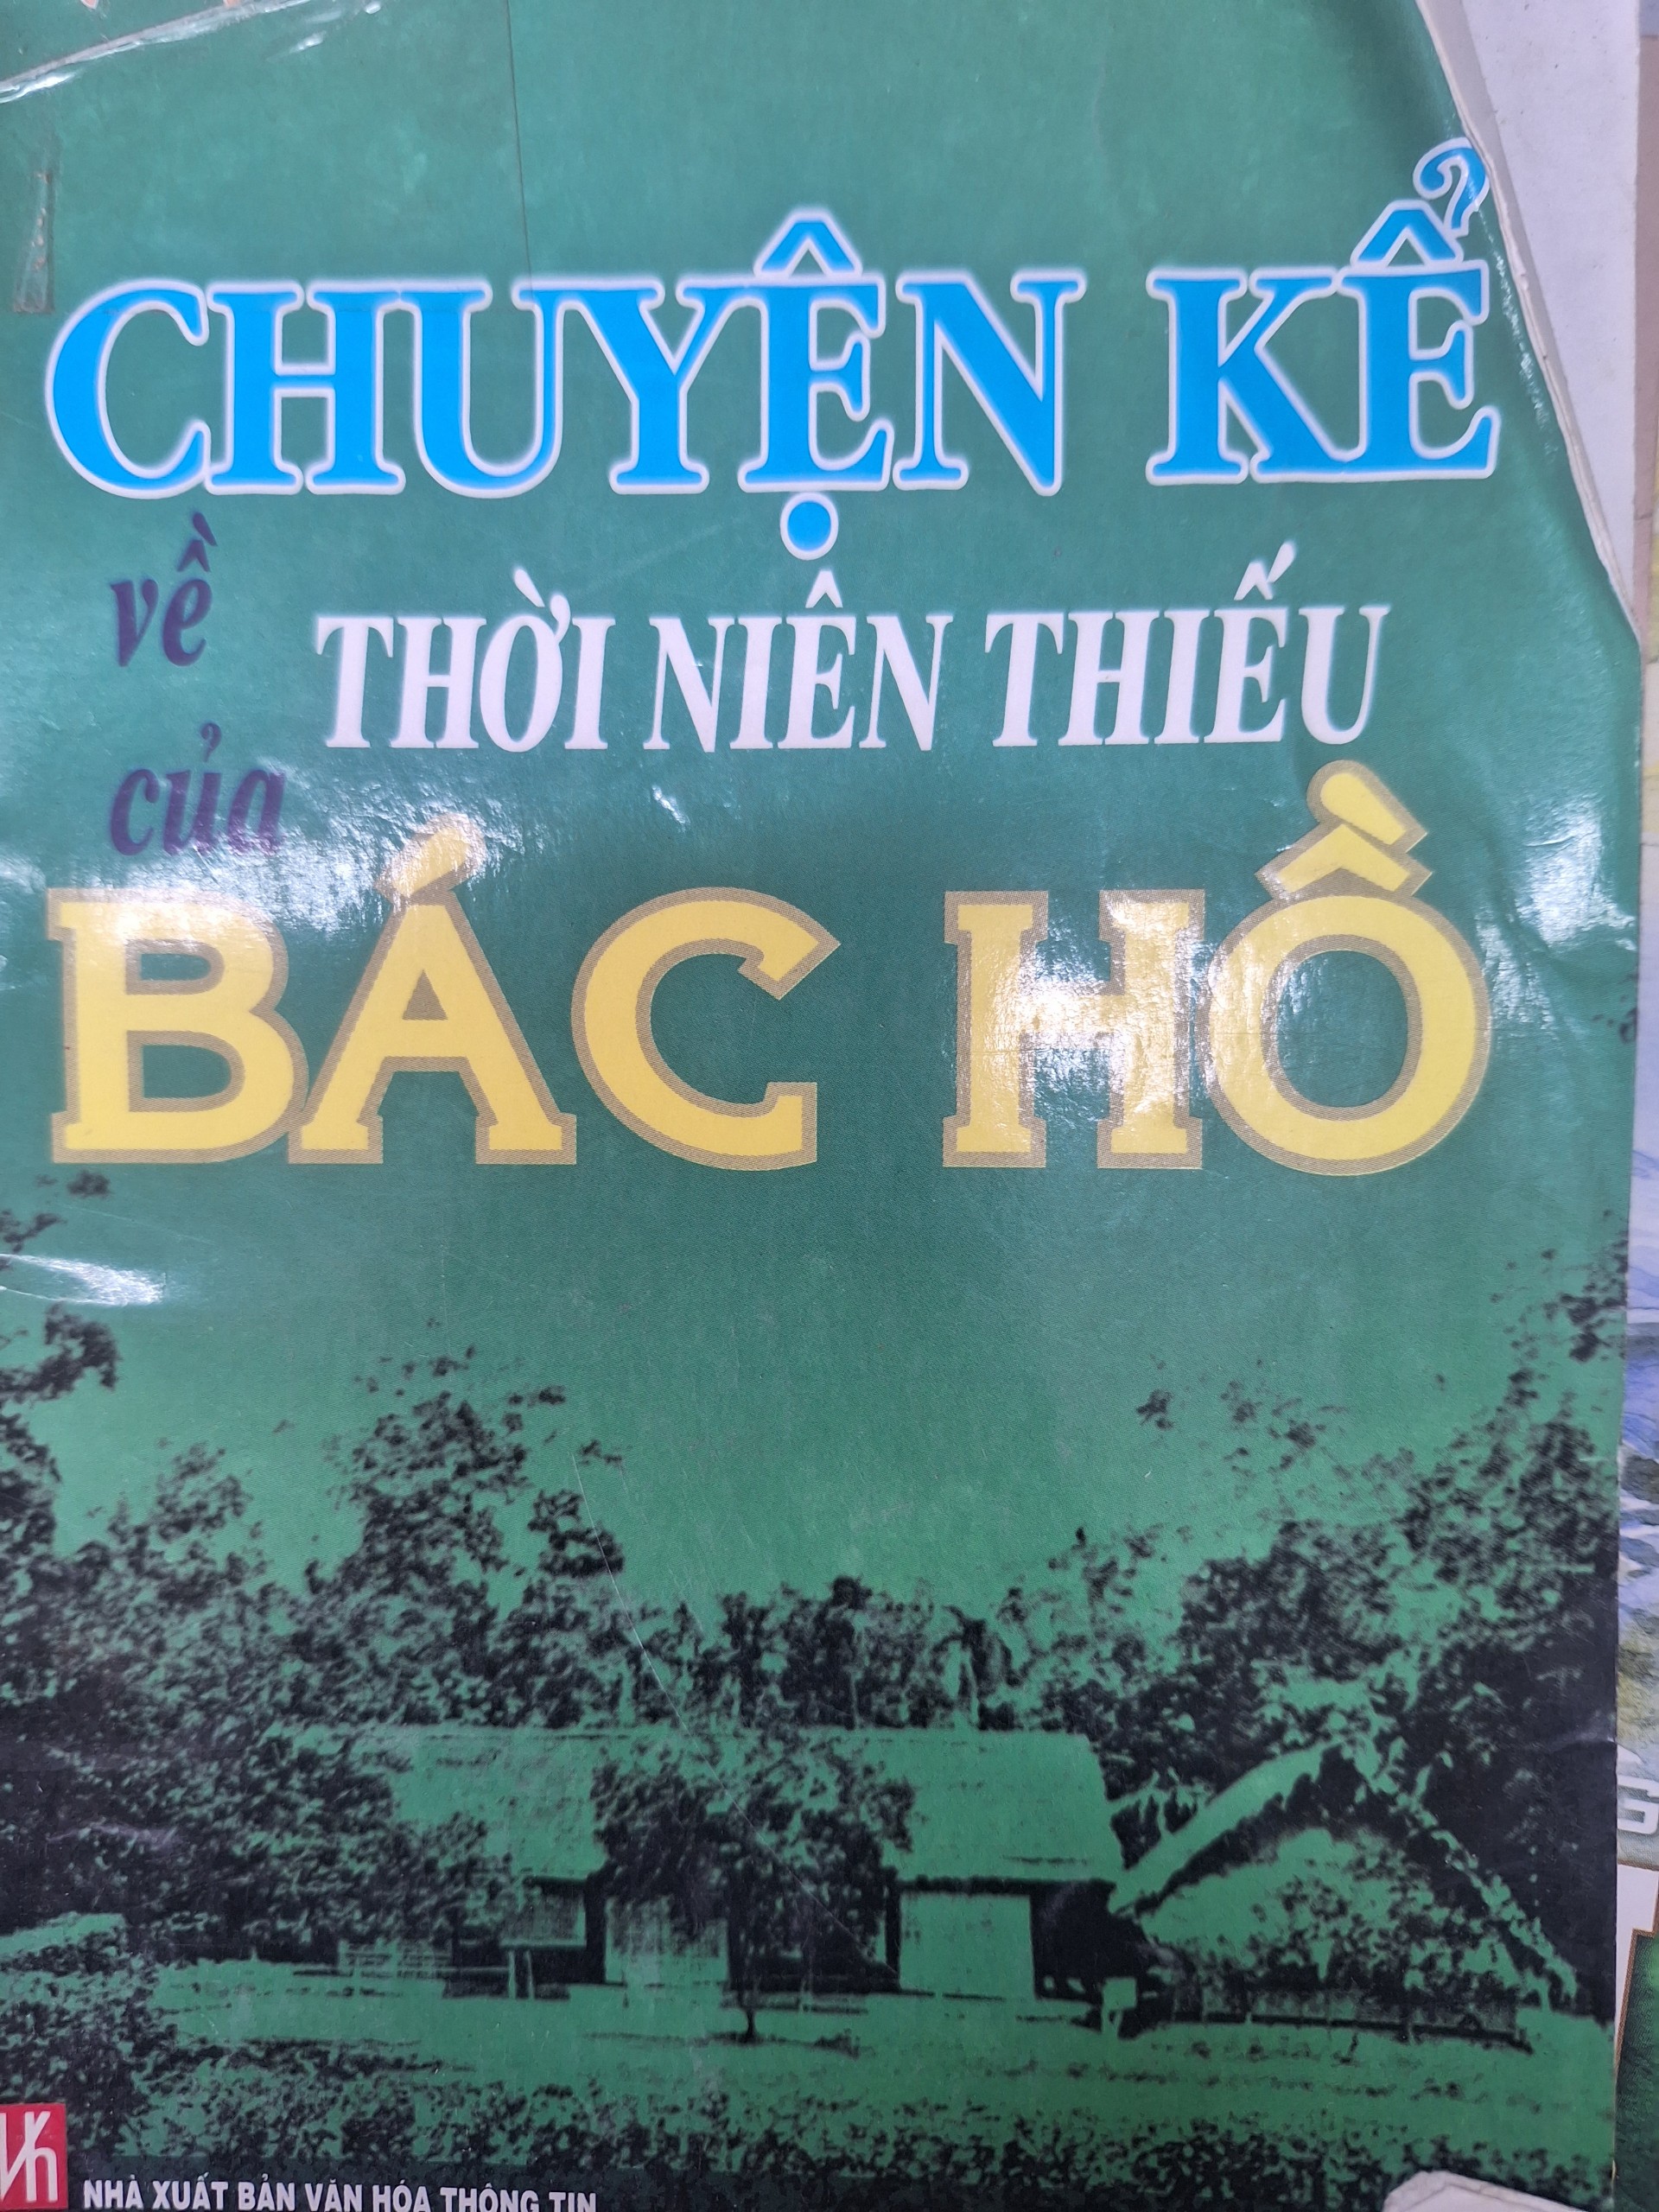 CHUYỆN KỂ
về THỜI NIÊN THIẾU
của
BÁC HỒ
NHÀ XUẤT BẢN VĂN HÓA THÔNG TIN